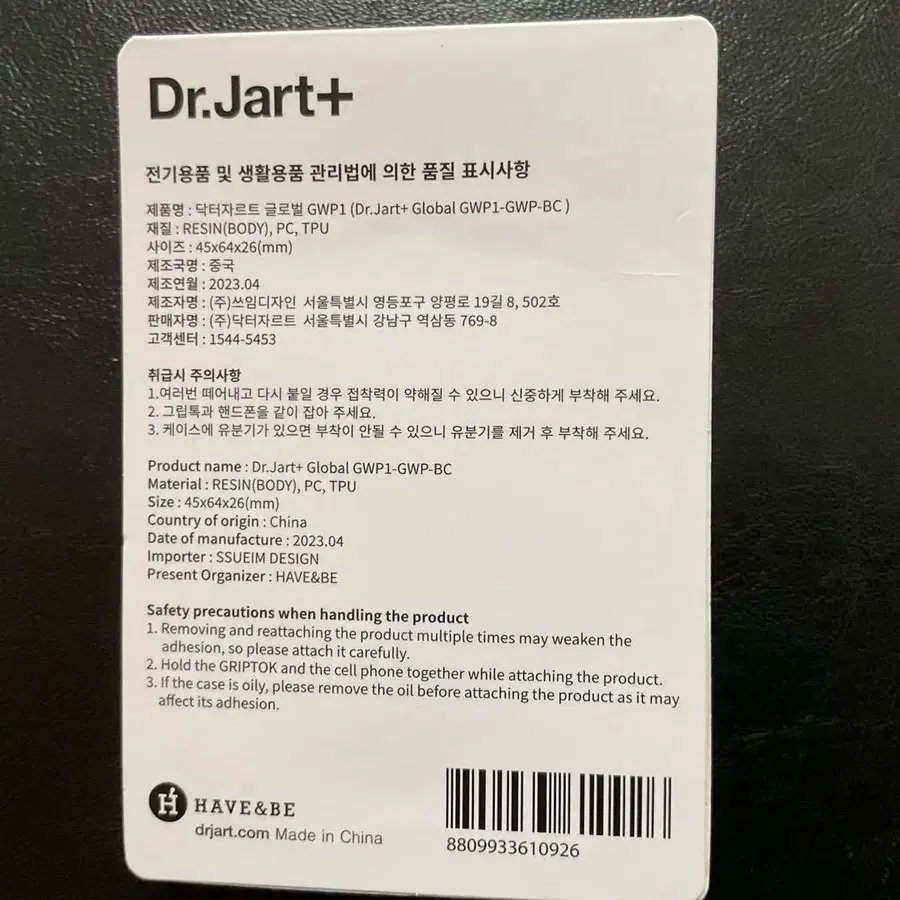 Dr.Jart+
전기용품 및 생활용품 관리법에 의한 품질 표시사항
제품명 : 닥터자르트 글로벌 GWP1 (Dr.Jart+ Global GWP1-GWP-BC )
재질 : RESIN(BODY), PC, TPU
사이즈 : 45x64x26(mm)
제조국명 : 중국
제조연월 : 2023.04
제조자명 : (주)쓰임디자인 서울특별시 영등포구 양평로 19길 8, 502호
판매자명 : (주)닥터자르트 서울특별시 강남구 역삼동 769-8
고객센터 : 1544-5453
취급시 주의사항
1.여러번 떼어내고 다시 붙일 경우 접착력이 약해질 수 있으니 신중하게 부착해 주세요.
2. 그립톡과 핸드폰을 같이 잡아 주세요.
3. 케이스에 유분기가 있으면 부착이 안될 수 있으니 유분기를 제거 후 부착해 주세요.
Product name : Dr.Jart+ Global GWP1-GWP-BC
Material : RESIN(BODY), PC, TPU
Size : 45x64x26(mm)
Country of origin : China
Date of manufacture : 2023.04
Importer : SSUEIM DESIGN
Present Organizer : HAVE&BE
Safety precautions when handling the product
1. Removing and reattaching the product multiple times may weaken the
adhesion, so please attach it carefully.
2. Hold the GRIPTOK and the cell phone together while attaching the product.
3. If the case is oily, please remove the oil before attaching the product as it may
affect its adhesion.
HAVE&BE
drjart.com Made in China
8809933610926